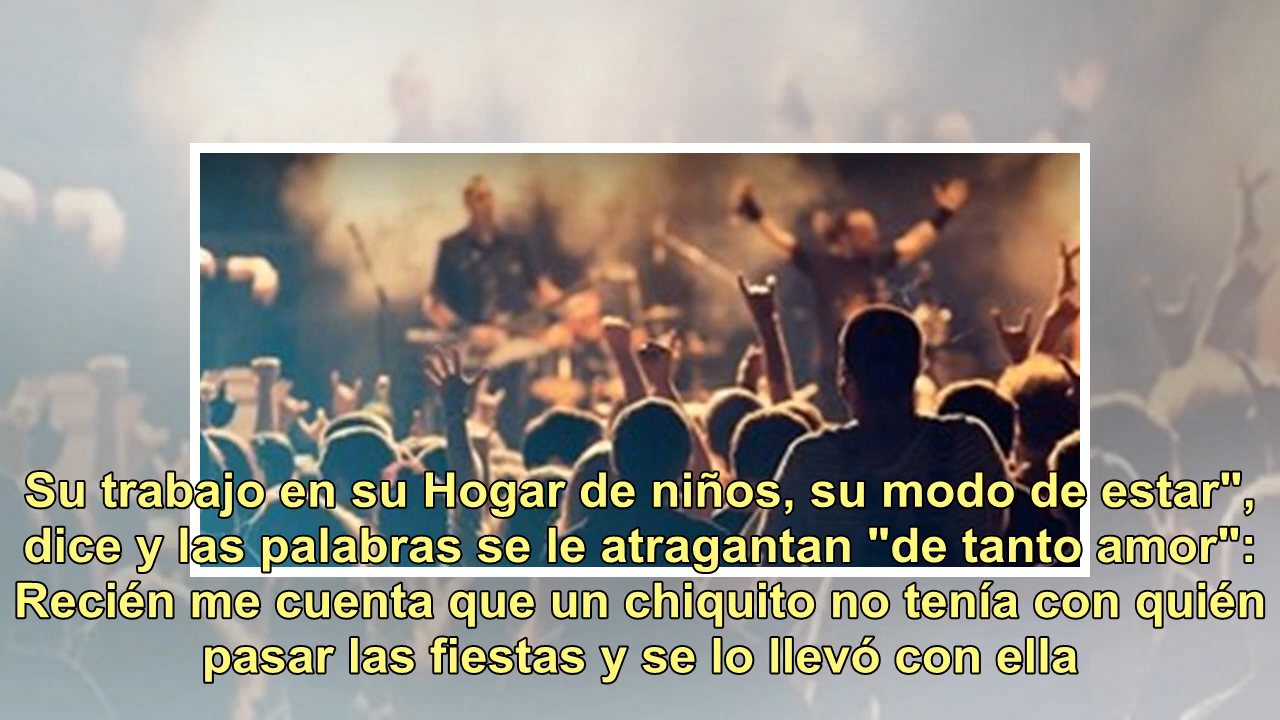 Su trabajo en su Hogar de niños, su modo de estar",
dice y las palabras se le atragantan "de tanto amor":
Recién me cuenta que un chiquito no tenía con quién
pasar las fiestas y se lo llevó con ella